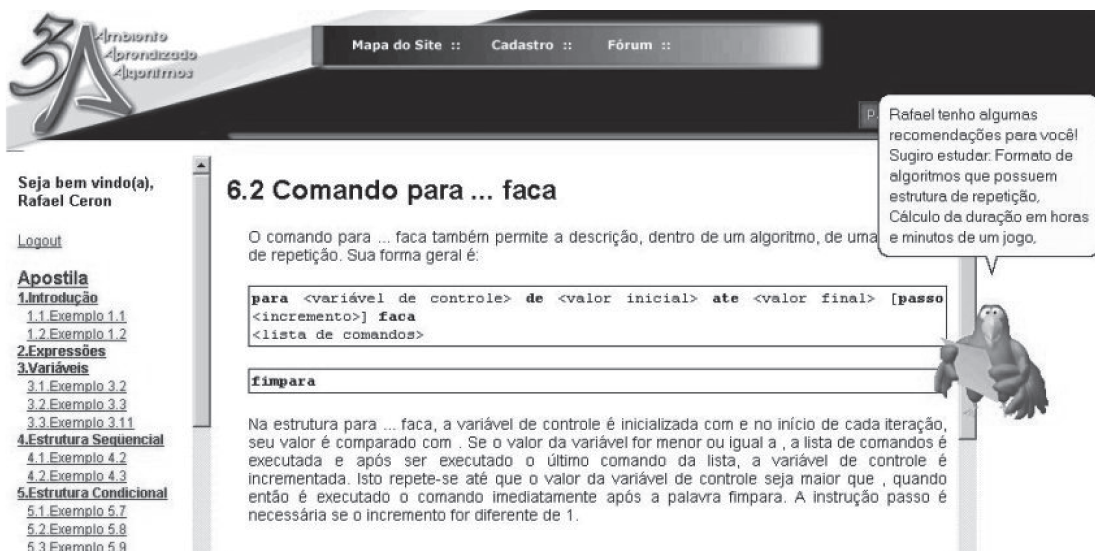 3A
Ambiente
Aprendizado
Algoritmos
Mapa do Site ::
Cadastro ::
Fórum ::
Rafael tenho algumas
recomendações para você!
Sugiro estudar: Formato de
algoritmos que possuem
estrutura de repetição,
Cálculo da duração em horas
e minutos de um jogo,
Seja bem vindo(a),
Rafael Ceron
Logout
Apostila
1.Introdução
1.1.Exemplo 1.1
1.2.Exemplo 1.2
2.Expressões
3.Variáveis
3.1.Exemplo 3.2
3.2.Exemplo 3.3
3.3.Exemplo 3.11
4.Estrutura Seqüencial
4.1.Exemplo 4.2
4.2.Exemplo 4.3
5.Estrutura Condicional
5.1.Exemplo 5.7
5.2.Exemplo 5.8
5.3.Exemplo 5.9
6.2 Comando para ... faca
O comando para ... faca também permite a descrição, dentro de um algoritmo, de uma
de repetição. Sua forma geral é:
para <variável de controle> de <valor inicial> ate <valor final> [passo
<incremento>] faca
<lista de comandos>
fimpara
Na estrutura para ... faca, a variável de controle é inicializada com e no início de cada iteração,
seu valor é comparado com . Se o valor da variável for menor ou igual a , a lista de comandos é
executada e após ser executado o último comando da lista, a variável de controle é
incrementada. Isto repete-se até que o valor da variável de controle seja maior que , quando
então é executado o comando imediatamente após a palavra fimpara. A instrução passo é
necessária se o incremento for diferente de 1.